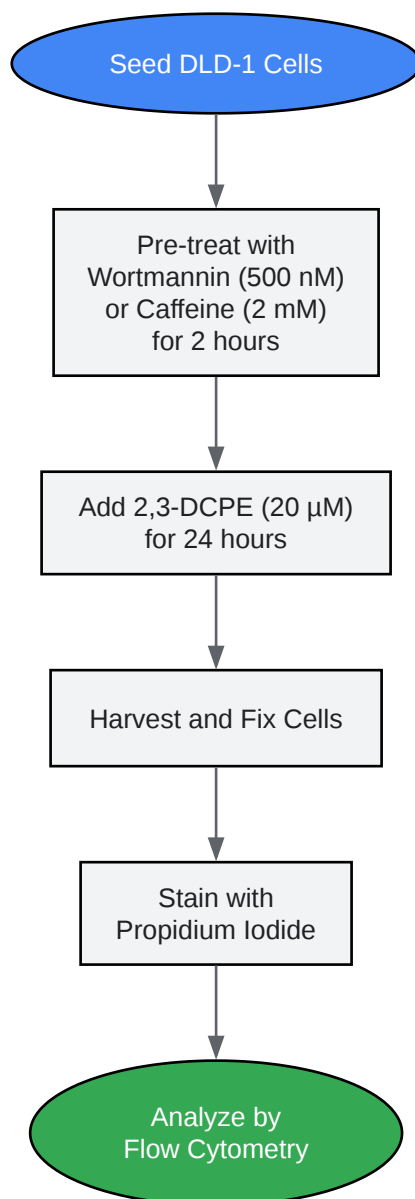 Seed DLD-1 Cells
Pre-treat with
Wortmannin (500 nM)
or Caffeine (2 mM)
for 2 hours
Add 2,3-DCPE (20 µM)
for 24 hours
Harvest and Fix Cells
Stain with
Propidium Iodide
Analyze by
Flow Cytometry